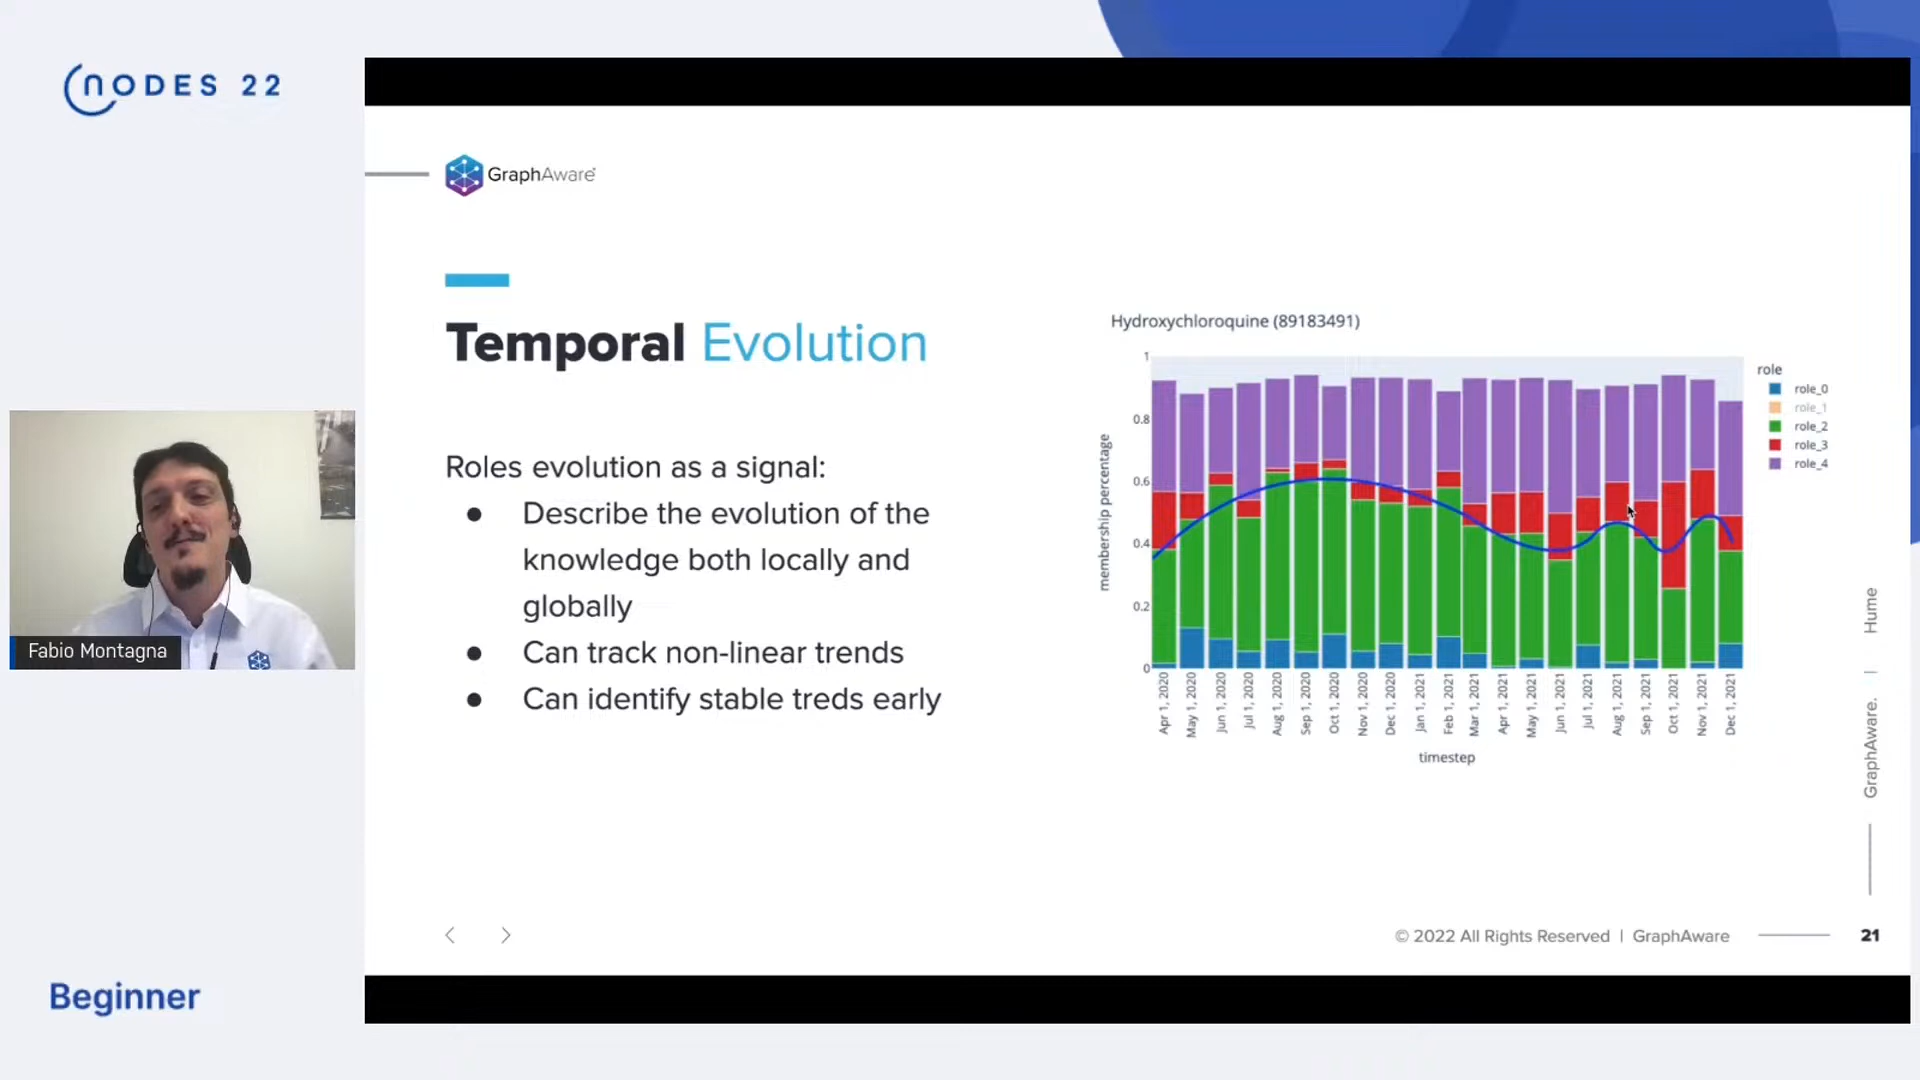 NODES 22
GraphAware
Temporal Evolution
Roles evolution as a signal:
● Describe the evolution of the
knowledge both locally and
globally
● Can track non-linear trends
● Can identify stable treds early
Hydroxychloroquine (89183491)
membership percentage
1
0.8
0.6
0.4
0.2
0
Apr 1, 2020
May 1, 2020
Jun 1, 2020
Jul 1, 2020
Aug 1, 2020
Sep 1, 2020
Oct 1, 2020
Nov 1, 2020
Dec 1, 2020
Jan 1, 2021
Feb 1, 2021
Mar 1, 2021
Apr 1, 2021
May 1, 2021
Jun 1, 2021
Jul 1, 2021
Aug 1, 2021
Sep 1, 2021
Oct 1, 2021
Nov 1, 2021
Dec 1, 2021
timestep
role
role_0
role_1
role_2
role_3
role_4
GraphAware. | Hume
Fabio Montagna
© 2022 All Rights Reserved | GraphAware
21
Beginner